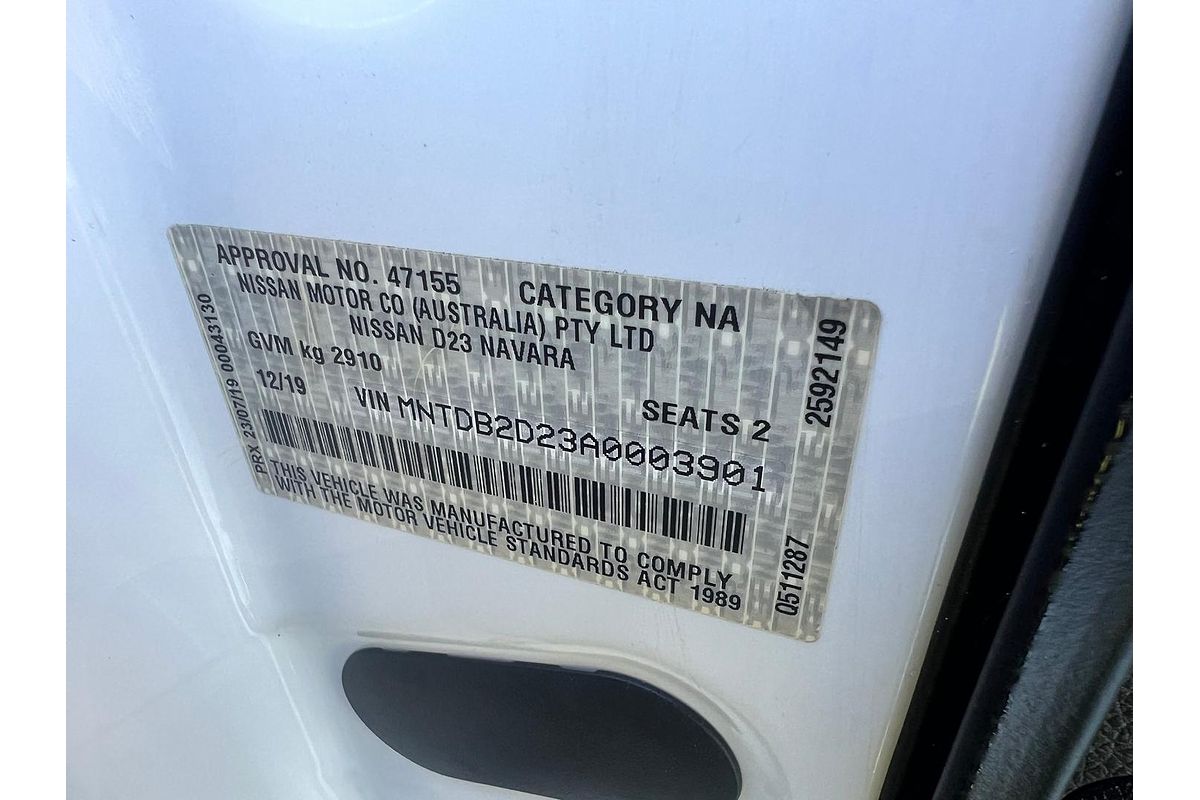 APPROVAL NO. 47155 CATEGORY NA
NISSAN MOTOR CO (AUSTRALIA) PTY LTD
NISSAN D23 NAVARA
GVM kg 2910 SEATS 2
12/19 VIN MNTDB2D23A0003901
THIS VEHICLE WAS MANUFACTURED TO COMPLY
WITH THE MOTOR VEHICLE STANDARDS ACT 1989
PRX 23/07/19 00043130
2592149
Q511287